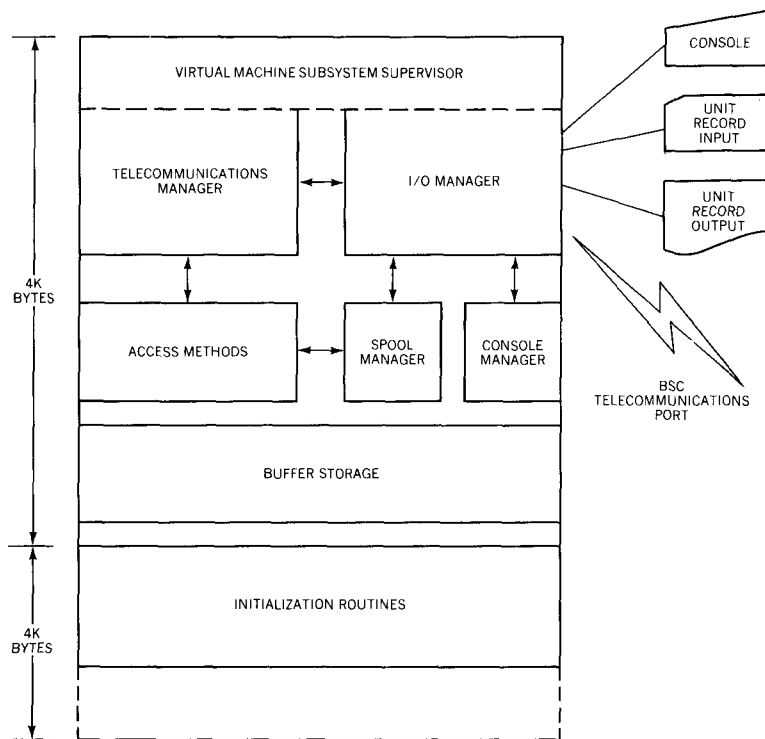 VIRTUAL MACHINE SUBSYSTEM SUPERVISOR
CONSOLE
UNIT
RECORD
INPUT
TELECOMMUNICATIONS
MANAGER
I/O MANAGER
UNIT
RECORD
OUTPUT
4K
BYTES
ACCESS METHODS
SPOOL
MANAGER
CONSOLE
MANAGER
BSC
TELECOMMUNICATIONS
PORT
BUFFER STORAGE
INITIALIZATION ROUTINES
4K
BYTES